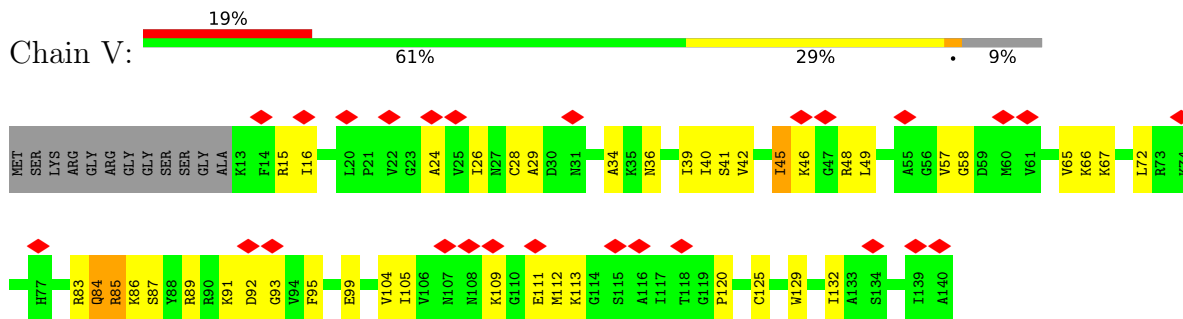 19%
Chain V:
61% 29% • 9%
MET SER LYS ARG GLY ARG GLY GLY SER SER GLY ALA K13 F14 R15 I16 L20 P21 V22 G23 A24 V25 I26 N27 C28 A29 D30 N31 A34 K35 N36 I39 I40 S41 V42 I45 K46 G47 R48 L49 A55 G56 V57 G58 D59 M60 V61 V65 K66 K67 L72 R73 K74
H77 R83 Q84 R85 K86 S87 Y88 R89 R90 K91 D92 G93 V94 F95 E99 V104 I105 V106 N107 N108 K109 G110 E111 M112 K113 G114 S115 A116 I117 T118 G119 P120 C125 W129 I132 A133 S134 I139 A140